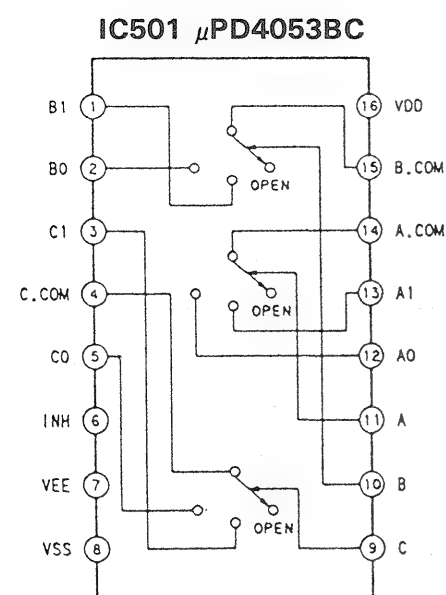 IC501 μPD4053BC
B1 1 16 VDD
B0 2 15 B.COM
OPEN
C1 3 14 A.COM
C.COM 4 13 A1
OPEN
C0 5 12 A0
INH 6 11 A
VEE 7 10 B
OPEN
VSS 8 9 C